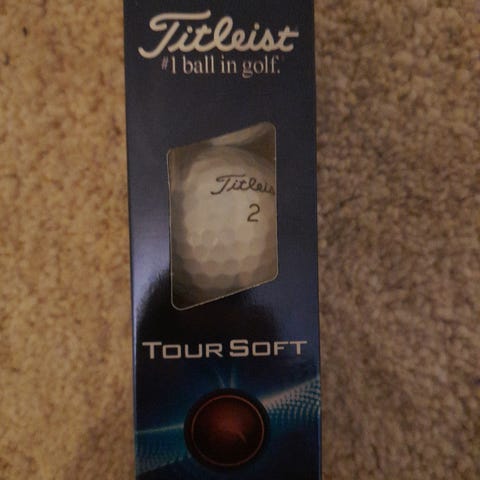 Titleist
#1 ball in golf.
Titleis
2
TOUR SOFT